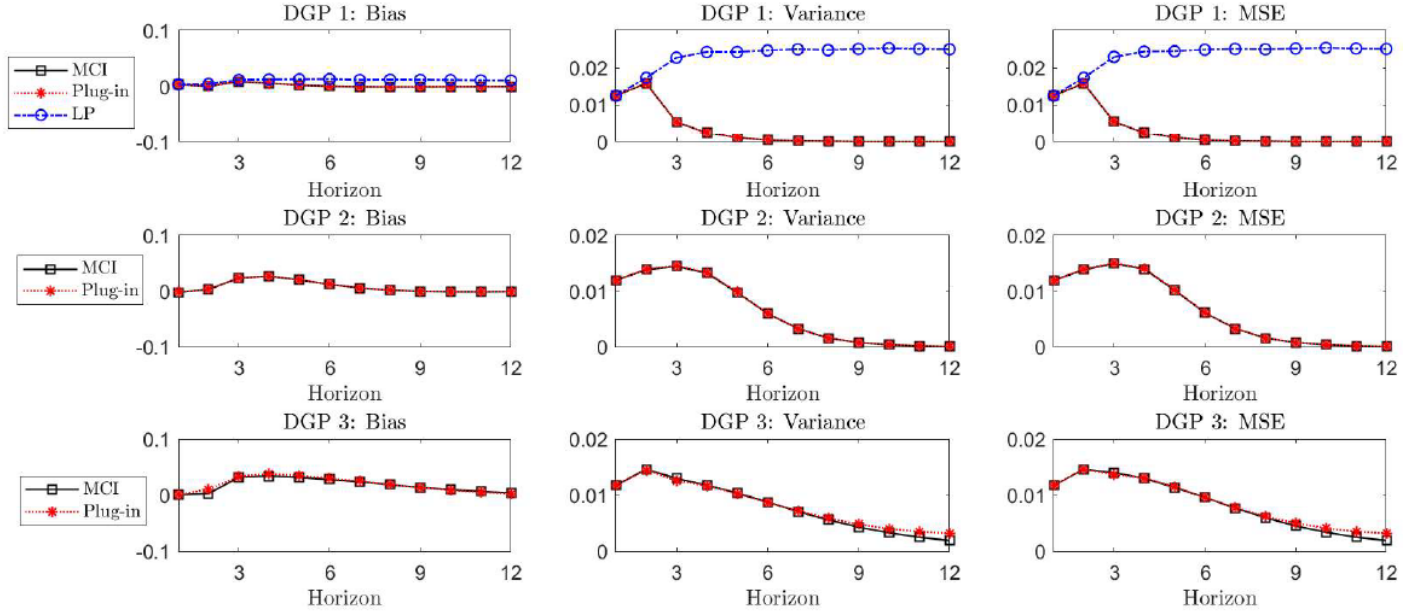 DGP 1: Bias
DGP 1: Variance
DGP 1: MSE
MCI
Plug-in
LP
0.1
0
-0.1
3 6 9 12
Horizon
0.02
0.01
0
3 6 9 12
Horizon
0.02
0.01
0
3 6 9 12
Horizon
DGP 2: Bias
DGP 2: Variance
DGP 2: MSE
MCI
Plug-in
0.1
0
-0.1
3 6 9 12
Horizon
0.02
0.01
0
3 6 9 12
Horizon
0.02
0.01
0
3 6 9 12
Horizon
DGP 3: Bias
DGP 3: Variance
DGP 3: MSE
MCI
Plug-in
0.1
0
-0.1
3 6 9 12
Horizon
0.02
0.01
0
3 6 9 12
Horizon
0.02
0.01
0
3 6 9 12
Horizon